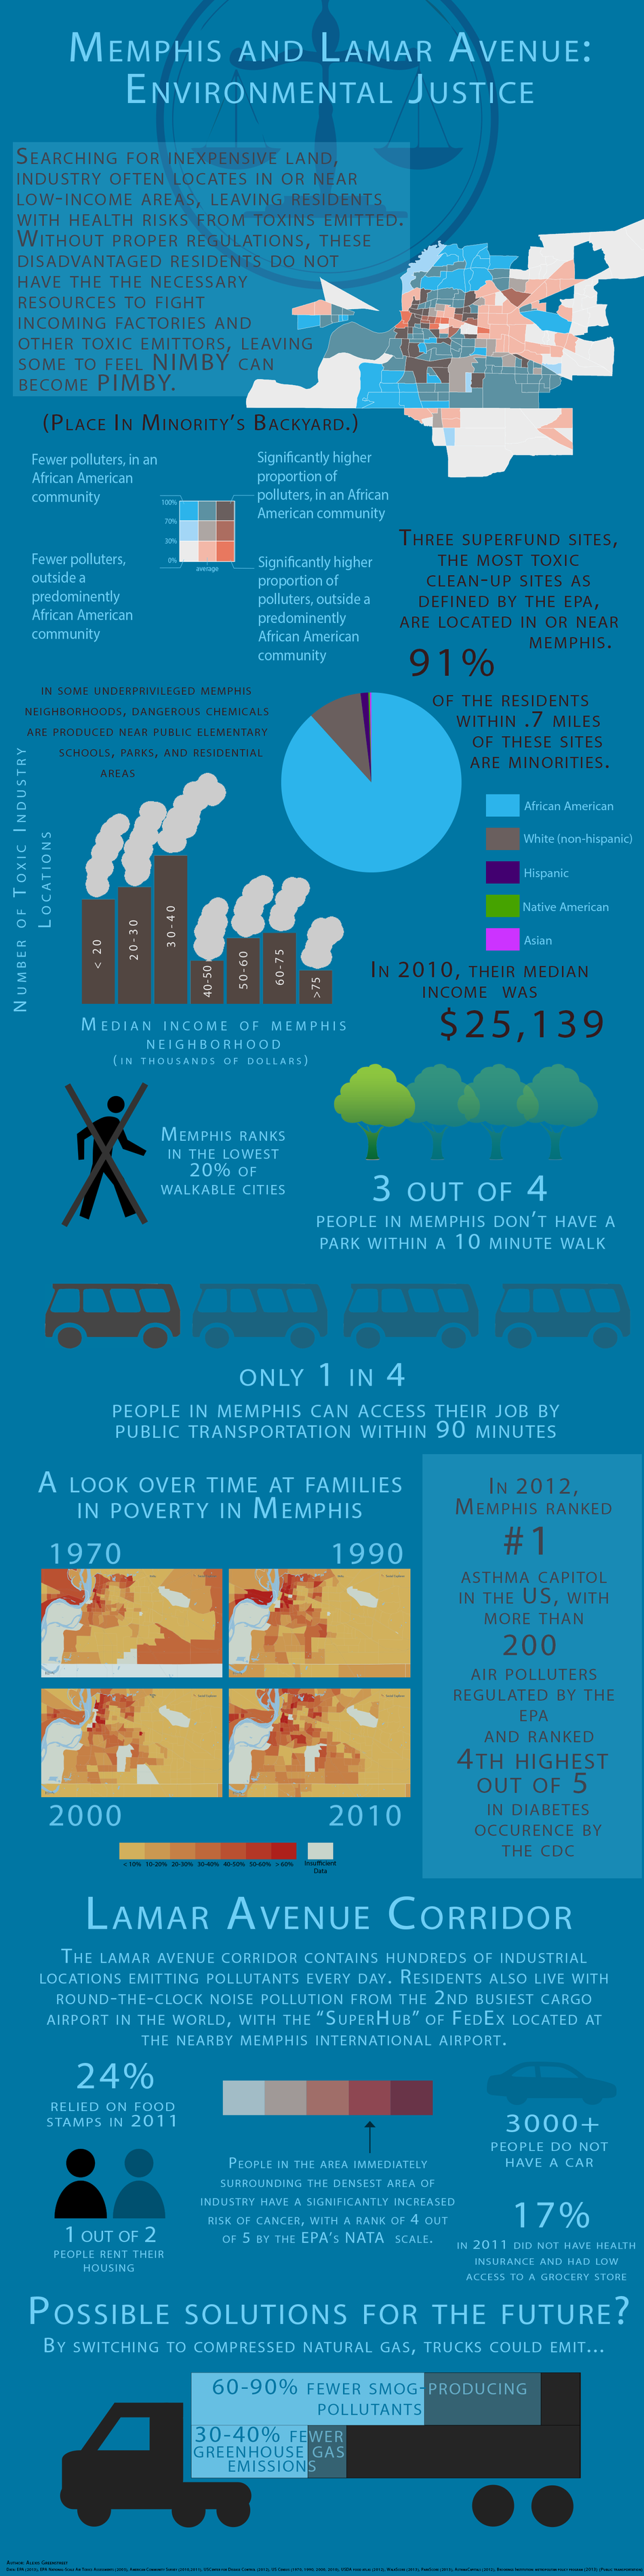 Memphis and Lamar Avenue:
Environmental Justice
Searching for inexpensive land,
industry often locates in or near
low-income areas, leaving residents
with health risks from toxins emitted.
Without proper regulations, these
disadvantaged residents do not
have the the necessary
resources to fight
incoming factories and
other toxic emittors, leaving
some to feel NIMBY can
become PIMBY.
(Place In Minority's Backyard.)
Fewer polluters, in an
African American
community
Significantly higher
proportion of
polluters, in an African
American community
100%
70%
30%
0%
average
Fewer polluters,
outside a
predominently
African American
community
Significantly higher
proportion of
polluters, outside a
predominently
African American
community
Three superfund sites,
the most toxic
clean-up sites as
defined by the EPA,
are located in or near
Memphis.
91%
of the residents
within .7 miles
of these sites
are minorities.
in some underprivileged Memphis
neighborhoods, dangerous chemicals
are produced near public elementary
schools, parks, and residential
areas
Number of Toxic Industry
Locations
< 20
20-30
30-40
40-50
50-60
60-75
>75
Median income of Memphis
neighborhood
(in thousands of dollars)
African American
White (non-hispanic)
Hispanic
Native American
Asian
In 2010, their median
income was
$25,139
Memphis ranks
in the lowest
20% of
walkable cities
3 out of 4
people in Memphis don't have a
park within a 10 minute walk
only 1 in 4
people in Memphis can access their job by
public transportation within 90 minutes
A look over time at families
in poverty in Memphis
1970
1990
2000
2010
< 10%
10-20%
20-30%
30-40%
40-50%
50-60%
> 60%
Insufficient
Data
In 2012,
Memphis ranked
#1
asthma capitol
in the US, with
more than
200
air polluters
regulated by the
EPA
and ranked
4th highest
out of 5
in diabetes
occurence by
the CDC
Lamar Avenue Corridor
The lamar avenue corridor contains hundreds of industrial
locations emitting pollutants every day. Residents also live with
round-the-clock noise pollution from the 2nd busiest cargo
airport in the world, with the "SuperHub" of FedEx located at
the nearby Memphis international airport.
24%
relied on food
stamps in 2011
1 out of 2
people rent their
housing
People in the area immediately
surrounding the densest area of
industry have a significantly increased
risk of cancer, with a rank of 4 out
of 5 by the EPA's NATA scale.
3000+
people do not
have a car
17%
in 2011 did not have health
insurance and had low
access to a grocery store
Possible solutions for the future?
By switching to compressed natural gas, trucks could emit...
60-90% fewer smog-producing
pollutants
30-40% fewer
greenhouse gas
emissions